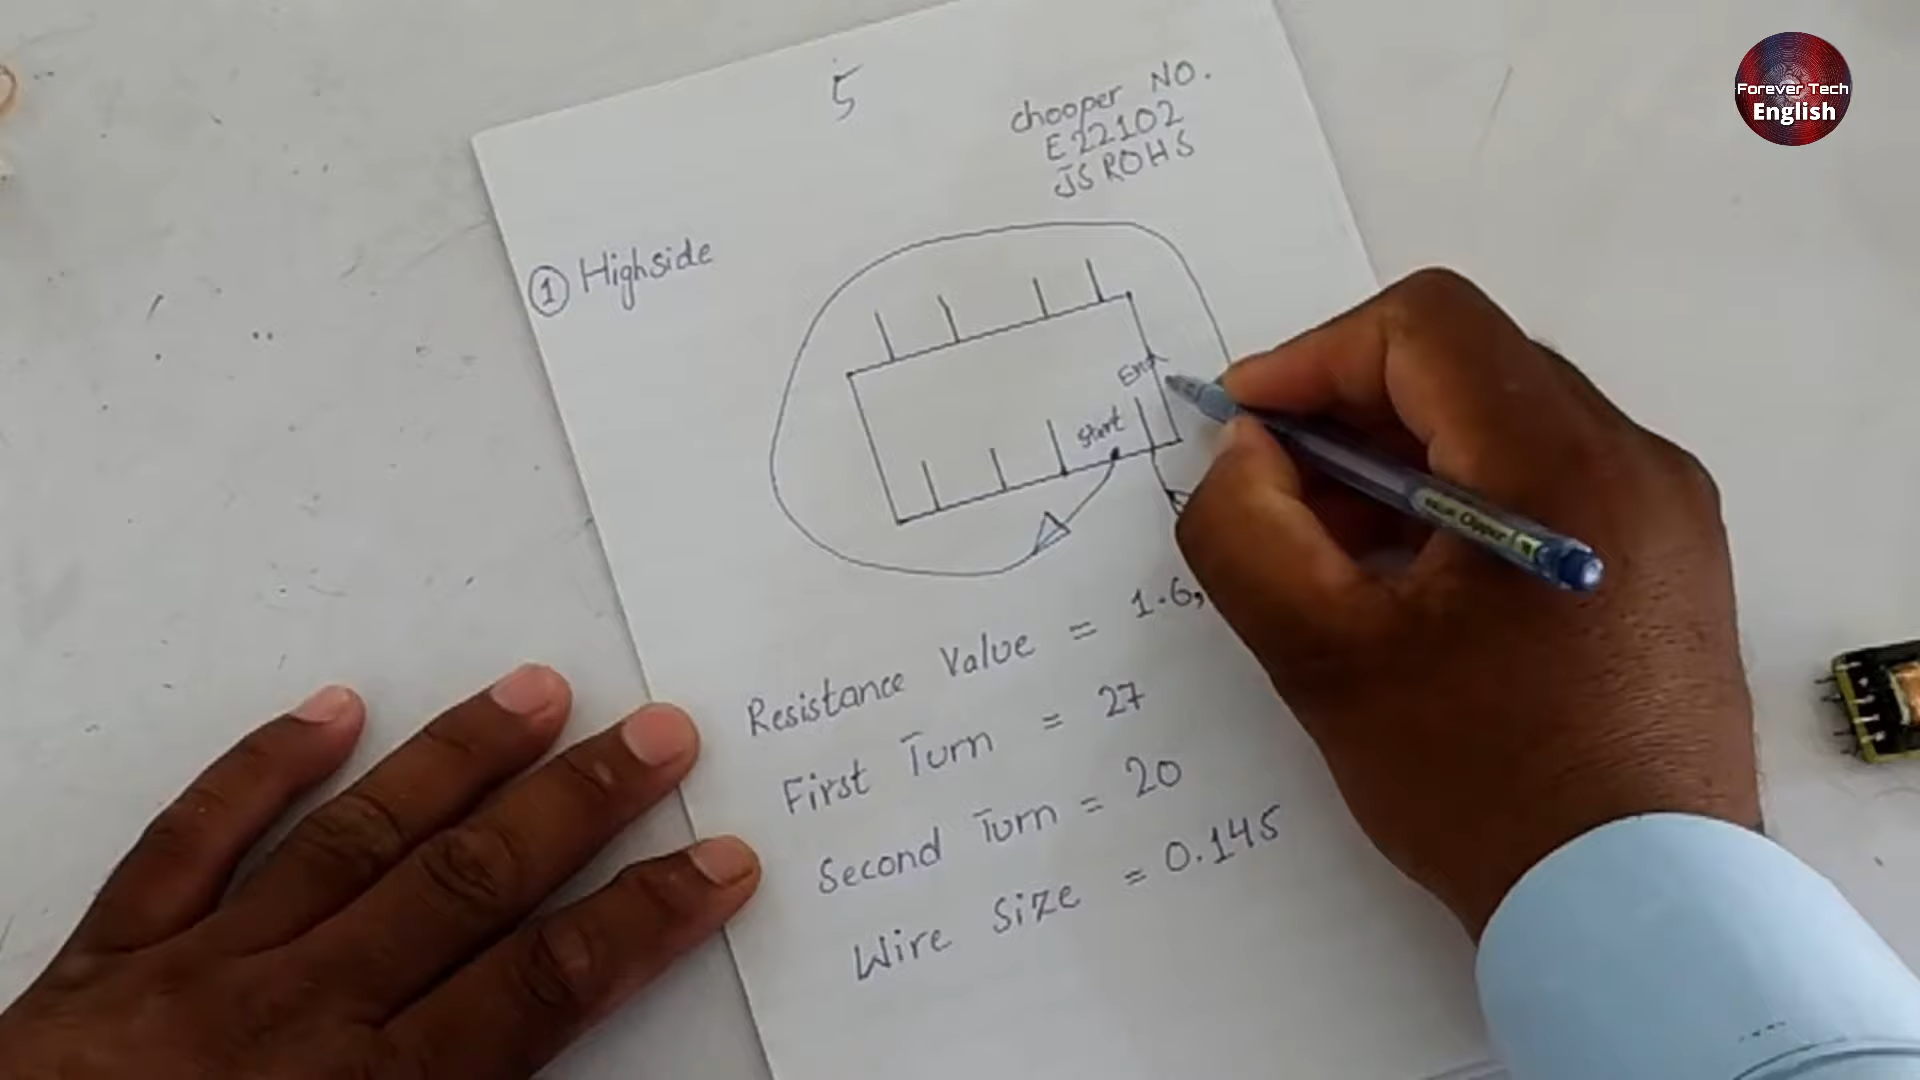 5
chooper NO.
E22102
JS ROHS
1 Highside
End
Start
Resistance Value = 1.6,
First Turn = 27
Second Turn = 20
Wire Size = 0.145
Clipper
Forever Tech
English